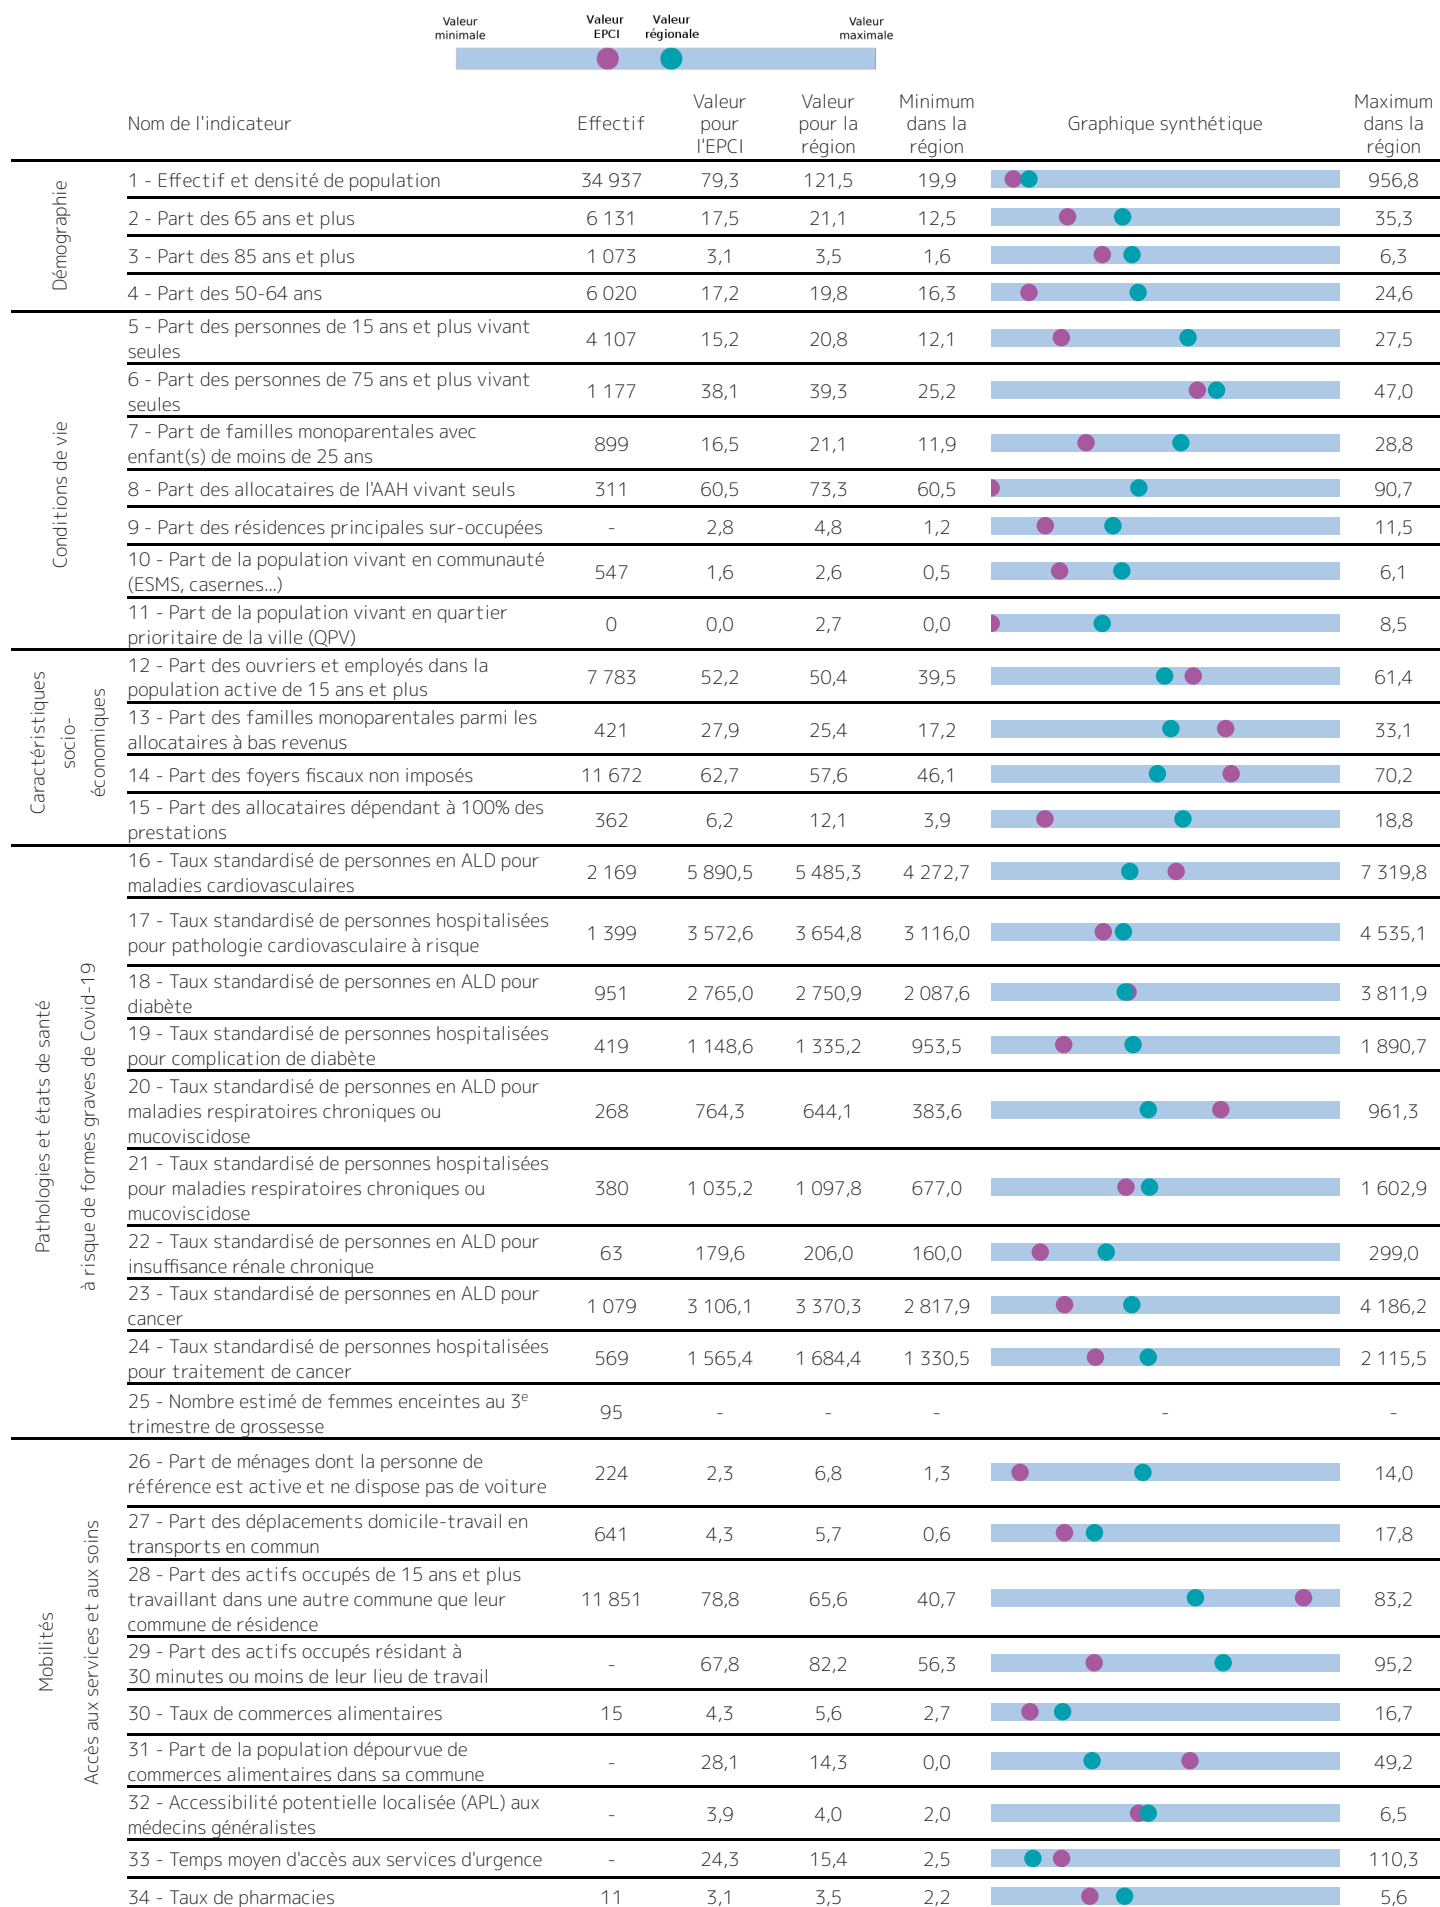 Valeur minimale
Valeur EPCI
Valeur régionale
Valeur maximale
Nom de l'indicateur Effectif Valeur pour l'EPCI Valeur pour la région Minimum dans la région Graphique synthétique Maximum dans la région
Démographie
1 - Effectif et densité de population 34 937 79,3 121,5 19,9 956,8
2 - Part des 65 ans et plus 6 131 17,5 21,1 12,5 35,3
3 - Part des 85 ans et plus 1 073 3,1 3,5 1,6 6,3
4 - Part des 50-64 ans 6 020 17,2 19,8 16,3 24,6
Conditions de vie
5 - Part des personnes de 15 ans et plus vivant
seules 4 107 15,2 20,8 12,1 27,5
6 - Part des personnes de 75 ans et plus vivant
seules 1 177 38,1 39,3 25,2 47,0
7 - Part de familles monoparentales avec
enfant(s) de moins de 25 ans 899 16,5 21,1 11,9 28,8
8 - Part des allocataires de l'AAH vivant seuls 311 60,5 73,3 60,5 90,7
9 - Part des résidences principales sur-occupées - 2,8 4,8 1,2 11,5
10 - Part de la population vivant en communauté
(ESMS, casernes...) 547 1,6 2,6 0,5 6,1
11 - Part de la population vivant en quartier
prioritaire de la ville (QPV) 0 0,0 2,7 0,0 8,5
Caractéristiques
socio-
économiques
12 - Part des ouvriers et employés dans la
population active de 15 ans et plus 7 783 52,2 50,4 39,5 61,4
13 - Part des familles monoparentales parmi les
allocataires à bas revenus 421 27,9 25,4 17,2 33,1
14 - Part des foyers fiscaux non imposés 11 672 62,7 57,6 46,1 70,2
15 - Part des allocataires dépendant à 100% des
prestations 362 6,2 12,1 3,9 18,8
Pathologies et états de santé
à risque de formes graves de Covid-19
16 - Taux standardisé de personnes en ALD pour
maladies cardiovasculaires 2 169 5 890,5 5 485,3 4 272,7 7 319,8
17 - Taux standardisé de personnes hospitalisées
pour pathologie cardiovasculaire à risque 1 399 3 572,6 3 654,8 3 116,0 4 535,1
18 - Taux standardisé de personnes en ALD pour
diabète 951 2 765,0 2 750,9 2 087,6 3 811,9
19 - Taux standardisé de personnes hospitalisées
pour complication de diabète 419 1 148,6 1 335,2 953,5 1 890,7
20 - Taux standardisé de personnes en ALD pour
maladies respiratoires chroniques ou
mucoviscidose 268 764,3 644,1 383,6 961,3
21 - Taux standardisé de personnes hospitalisées
pour maladies respiratoires chroniques ou
mucoviscidose 380 1 035,2 1 097,8 677,0 1 602,9
22 - Taux standardisé de personnes en ALD pour
insuffisance rénale chronique 63 179,6 206,0 160,0 299,0
23 - Taux standardisé de personnes en ALD pour
cancer 1 079 3 106,1 3 370,3 2 817,9 4 186,2
24 - Taux standardisé de personnes hospitalisées
pour traitement de cancer 569 1 565,4 1 684,4 1 330,5 2 115,5
25 - Nombre estimé de femmes enceintes au 3e
trimestre de grossesse 95 - - - - -
Mobilités
Accès aux services et aux soins
26 - Part de ménages dont la personne de
référence est active et ne dispose pas de voiture 224 2,3 6,8 1,3 14,0
27 - Part des déplacements domicile-travail en
transports en commun 641 4,3 5,7 0,6 17,8
28 - Part des actifs occupés de 15 ans et plus
travaillant dans une autre commune que leur
commune de résidence 11 851 78,8 65,6 40,7 83,2
29 - Part des actifs occupés résidant à
30 minutes ou moins de leur lieu de travail - 67,8 82,2 56,3 95,2
30 - Taux de commerces alimentaires 15 4,3 5,6 2,7 16,7
31 - Part de la population dépourvue de
commerces alimentaires dans sa commune - 28,1 14,3 0,0 49,2
32 - Accessibilité potentielle localisée (APL) aux
médecins généralistes - 3,9 4,0 2,0 6,5
33 - Temps moyen d'accès aux services d'urgence - 24,3 15,4 2,5 110,3
34 - Taux de pharmacies 11 3,1 3,5 2,2 5,6